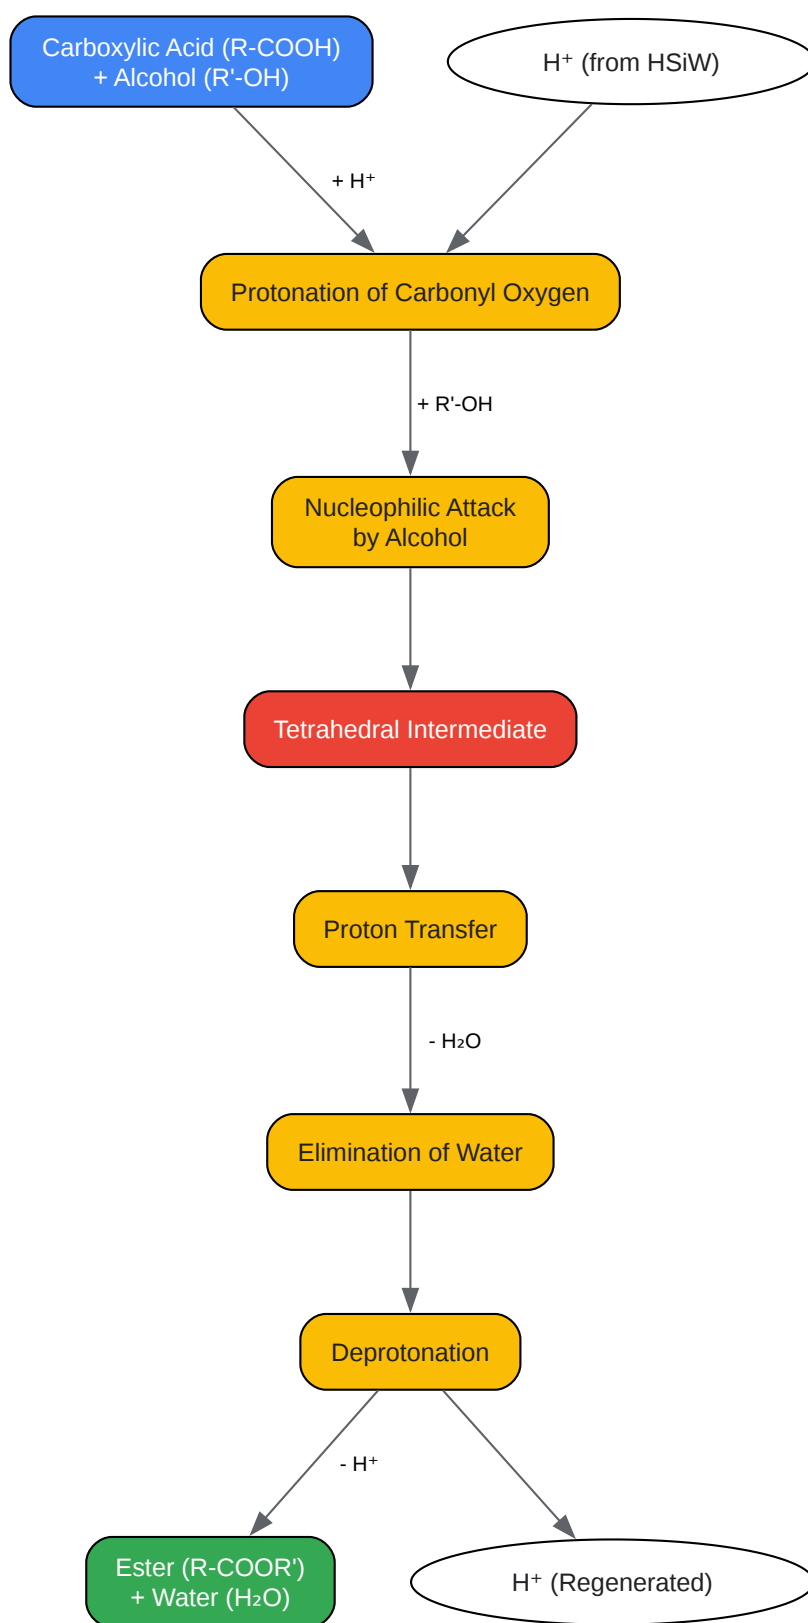 Carboxylic Acid (R-COOH)
+ Alcohol (R'-OH)
H⁺ (from HSiW)
+ H⁺
Protonation of Carbonyl Oxygen
+ R'-OH
Nucleophilic Attack
by Alcohol
Tetrahedral Intermediate
Proton Transfer
- H₂O
Elimination of Water
Deprotonation
- H⁺
Ester (R-COOR')
+ Water (H₂O)
H⁺ (Regenerated)